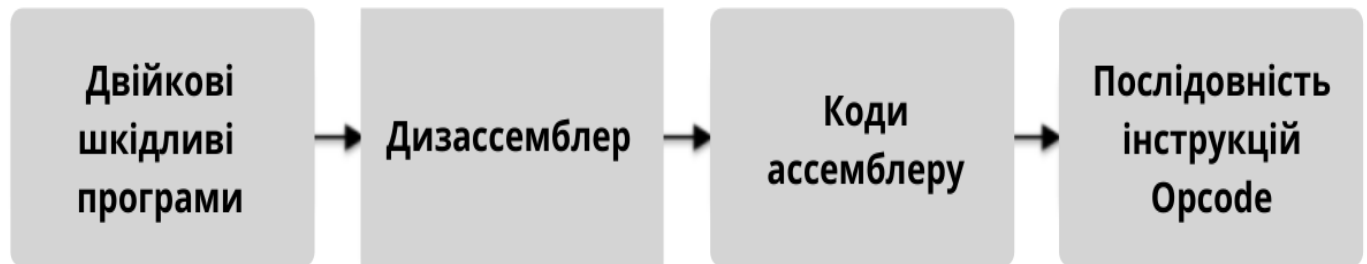 Двійкові
шкідливі
програми
Дизассемблер
Коди
ассемблеру
Послідовність
інструкцій
Opcode